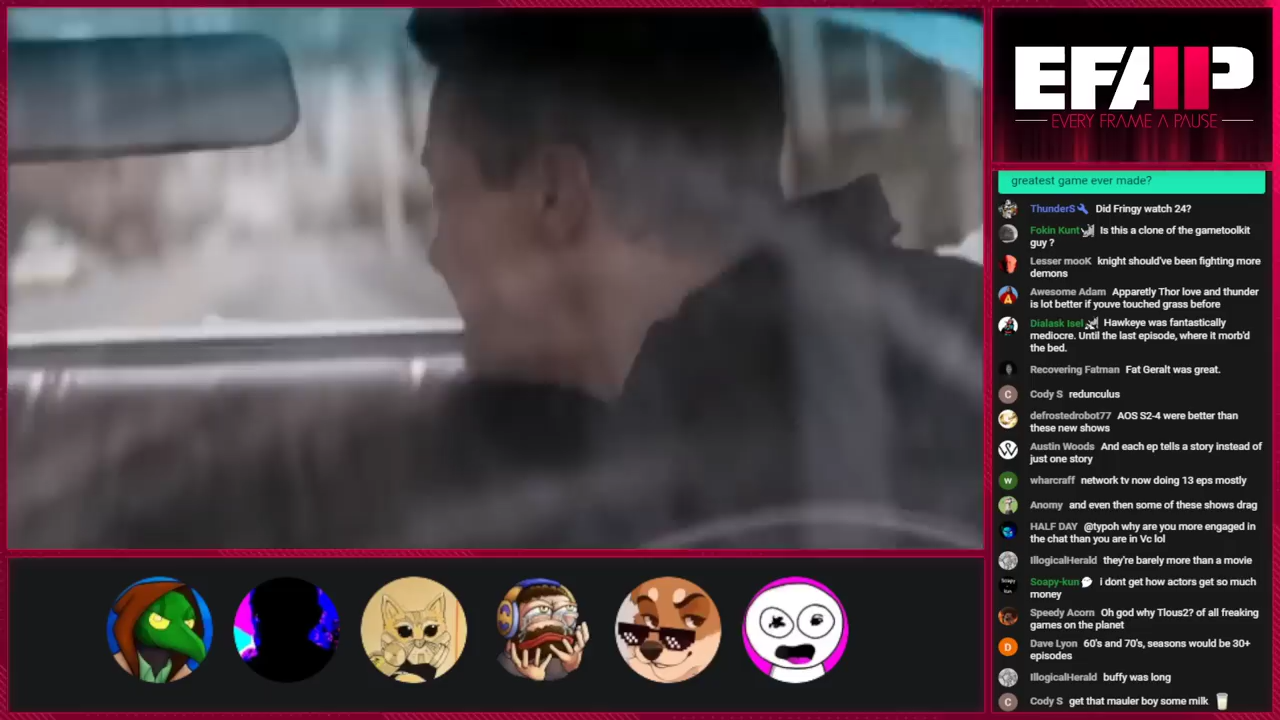 EFAP
EVERY FRAME A PAUSE
greatest game ever made?
ThunderS Did Fringy watch 24?
Fokin Kunt Is this a clone of the gametoolkit
guy ?
Lesser mooK knight should've been fighting more
demons
Awesome Adam Apparetly Thor love and thunder
is lot better if youve touched grass before
Dialask Isel Hawkeye was fantastically
mediocre. Until the last episode, where it morb'd
the bed.
Recovering Fatman Fat Geralt was great.
C Cody S redunculus
defrostedrobot77 AOS S2-4 were better than
these new shows
Austin Woods And each ep tells a story instead of
just one story
w wharcraff network tv now doing 13 eps mostly
Anomy and even then some of these shows drag
HALF DAY @typoh why are you more engaged in
the chat than you are in Vc lol
IllogicalHerald they're barely more than a movie
Soapy-kun i dont get how actors get so much
money
Speedy Acorn Oh god why Tlous2? of all freaking
games on the planet
D Dave Lyon 60's and 70's, seasons would be 30+
episodes
IllogicalHerald buffy was long
C Cody S get that mauler boy some milk